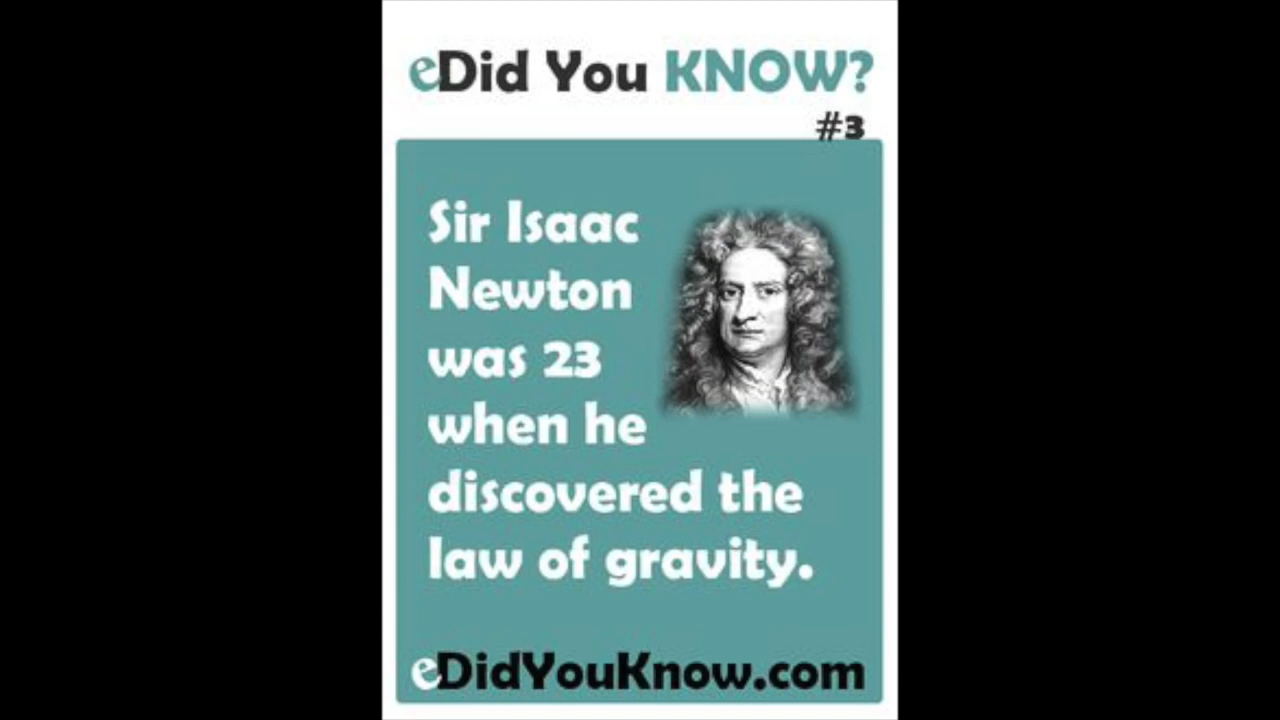 eDid You KNOW?
#3
Sir Isaac
Newton
was 23
when he
discovered the
law of gravity.
eDidYouKnow.com